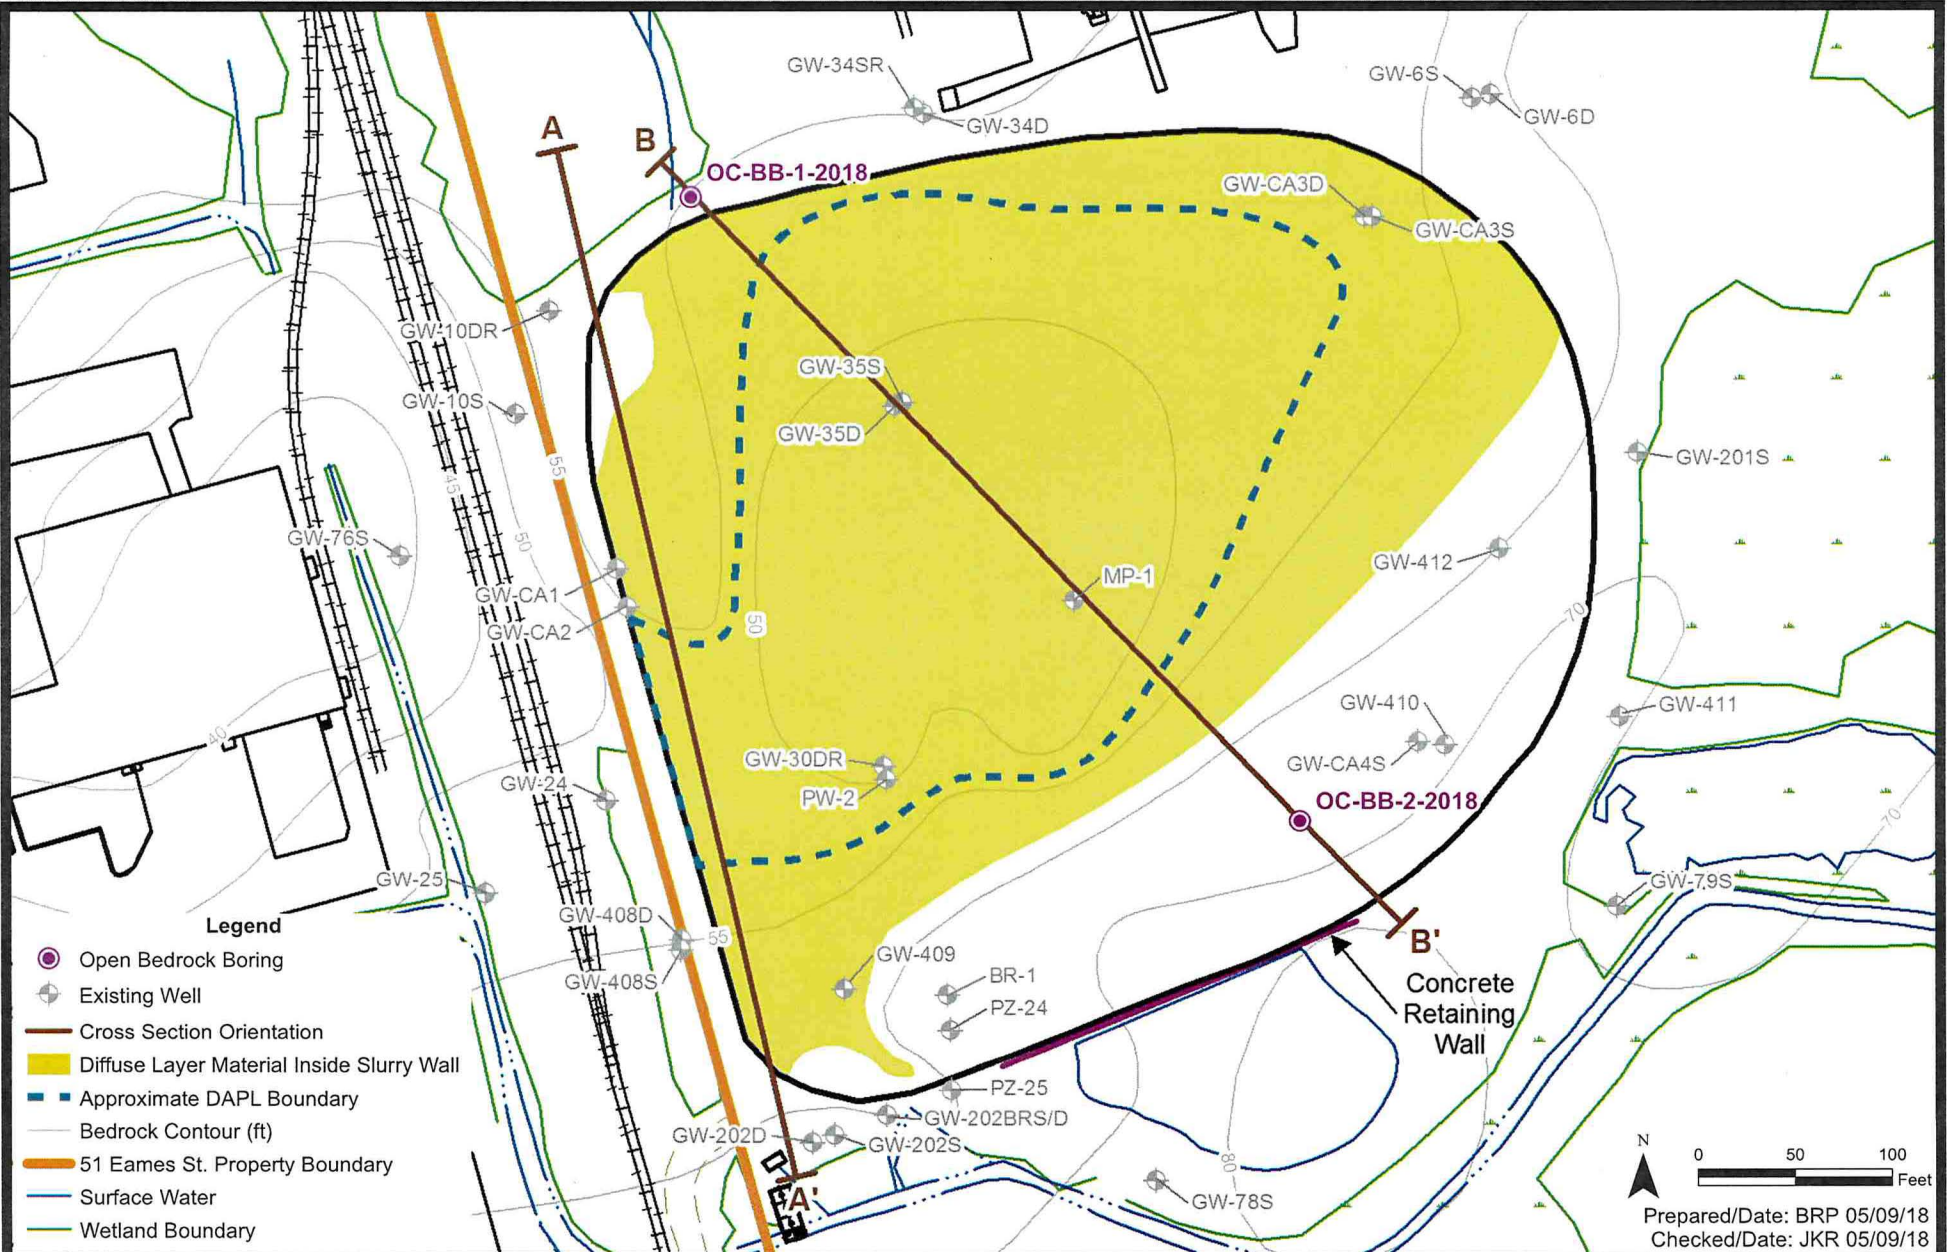 GW-34SR
GW-34D
GW-6S
GW-6D
A
B
OC-BB-1-2018
GW-CA3D
GW-CA3S
GW-10DR
GW-10S
GW-35S
GW-35D
55
45
50
GW-201S
GW-76S
GW-412
MP-1
GW-CA1
GW-CA2
50
70
GW-410
GW-411
40
GW-30DR
GW-CA4S
GW-24
PW-2
OC-BB-2-2018
70
GW-25
GW-79S
GW-408D
55
GW-408S
B'
GW-409
BR-1
PZ-24
Concrete
Retaining
Wall
PZ-25
GW-202BRS/D
GW-202D
GW-202S
80
A'
GW-78S
Legend
Open Bedrock Boring
Existing Well
Cross Section Orientation
Diffuse Layer Material Inside Slurry Wall
Approximate DAPL Boundary
Bedrock Contour (ft)
51 Eames St. Property Boundary
Surface Water
Wetland Boundary
N
0 50 100
Feet
Prepared/Date: BRP 05/09/18
Checked/Date: JKR 05/09/18